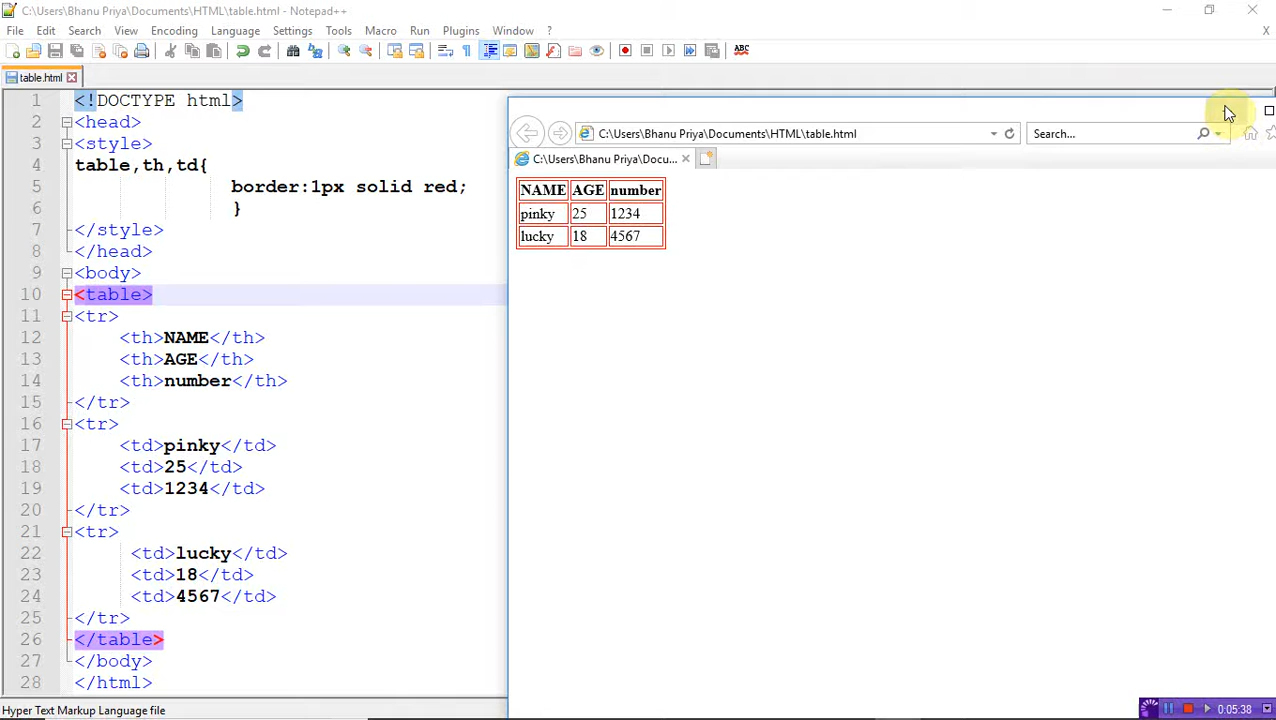 C:\Users\Bhanu Priya\Documents\HTML\table.html - Notepad++
File Edit Search View Encoding Language Settings Tools Macro Run Plugins Window ?
X
ABC
table.html
1 <!DOCTYPE html>
2 <head>
3 <style>
4 table,th,td{
5 border:1px solid red;
6 }
7 </style>
8 </head>
9 <body>
10 <table>
11 <tr>
12 <th>NAME</th>
13 <th>AGE</th>
14 <th>number</th>
15 </tr>
16 <tr>
17 <td>pinky</td>
18 <td>25</td>
19 <td>1234</td>
20 </tr>
21 <tr>
22 <td>lucky</td>
23 <td>18</td>
24 <td>4567</td>
25 </tr>
26 </table>
27 </body>
28 </html>
Hyper Text Markup Language file
C:\Users\Bhanu Priya\Documents\HTML\table.html
Search...
C:\Users\Bhanu Priya\Docu...
NAME AGE number
pinky 25 1234
lucky 18 4567
0:05:38